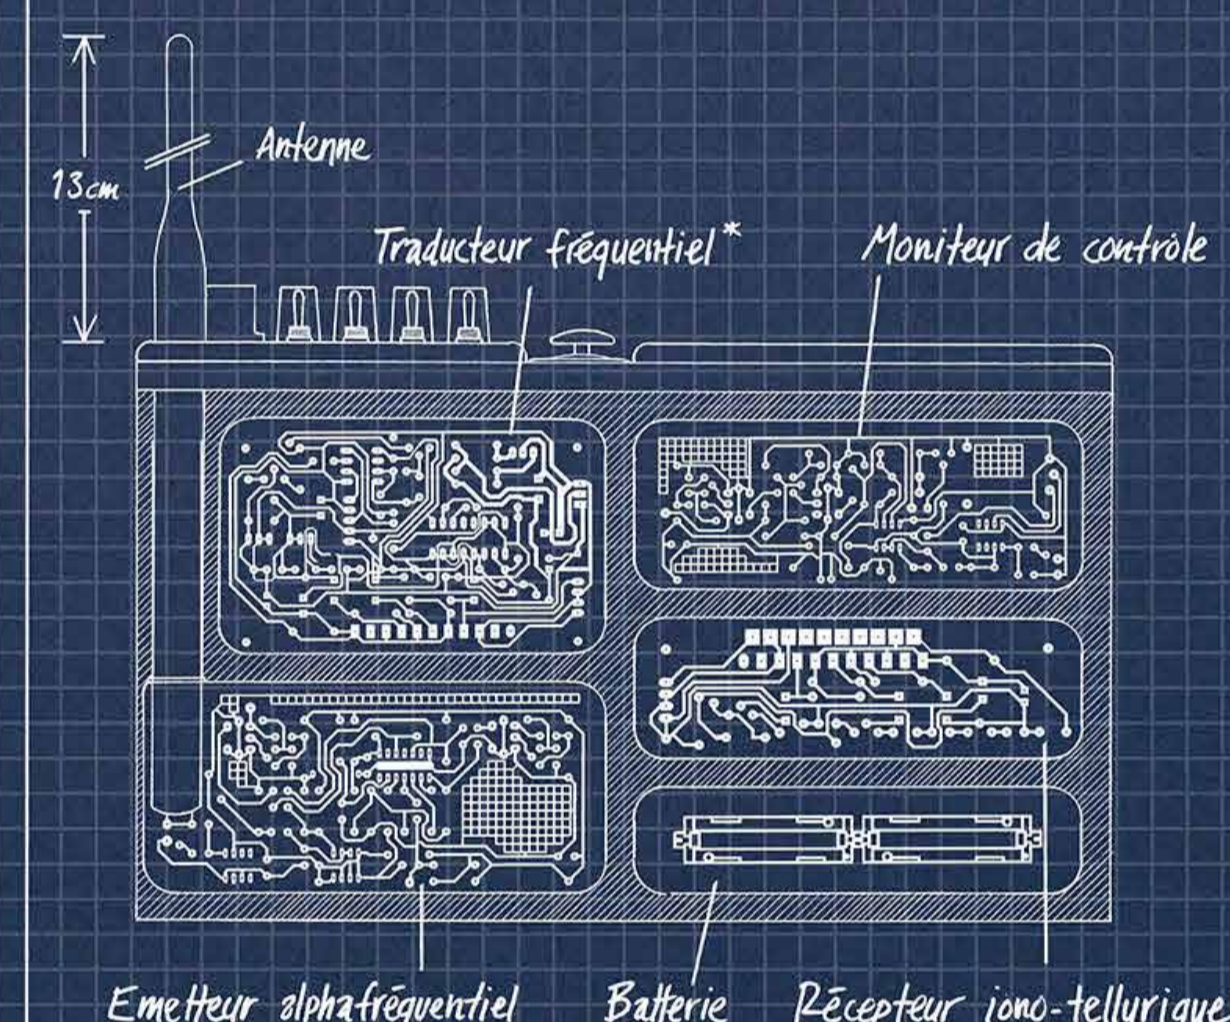 Antenne
13cm
Traducteur fréquentiel*
Moniteur de contrôle
Emetteur alphafréquentiel
Batterie
Récepteur iono-tellurique